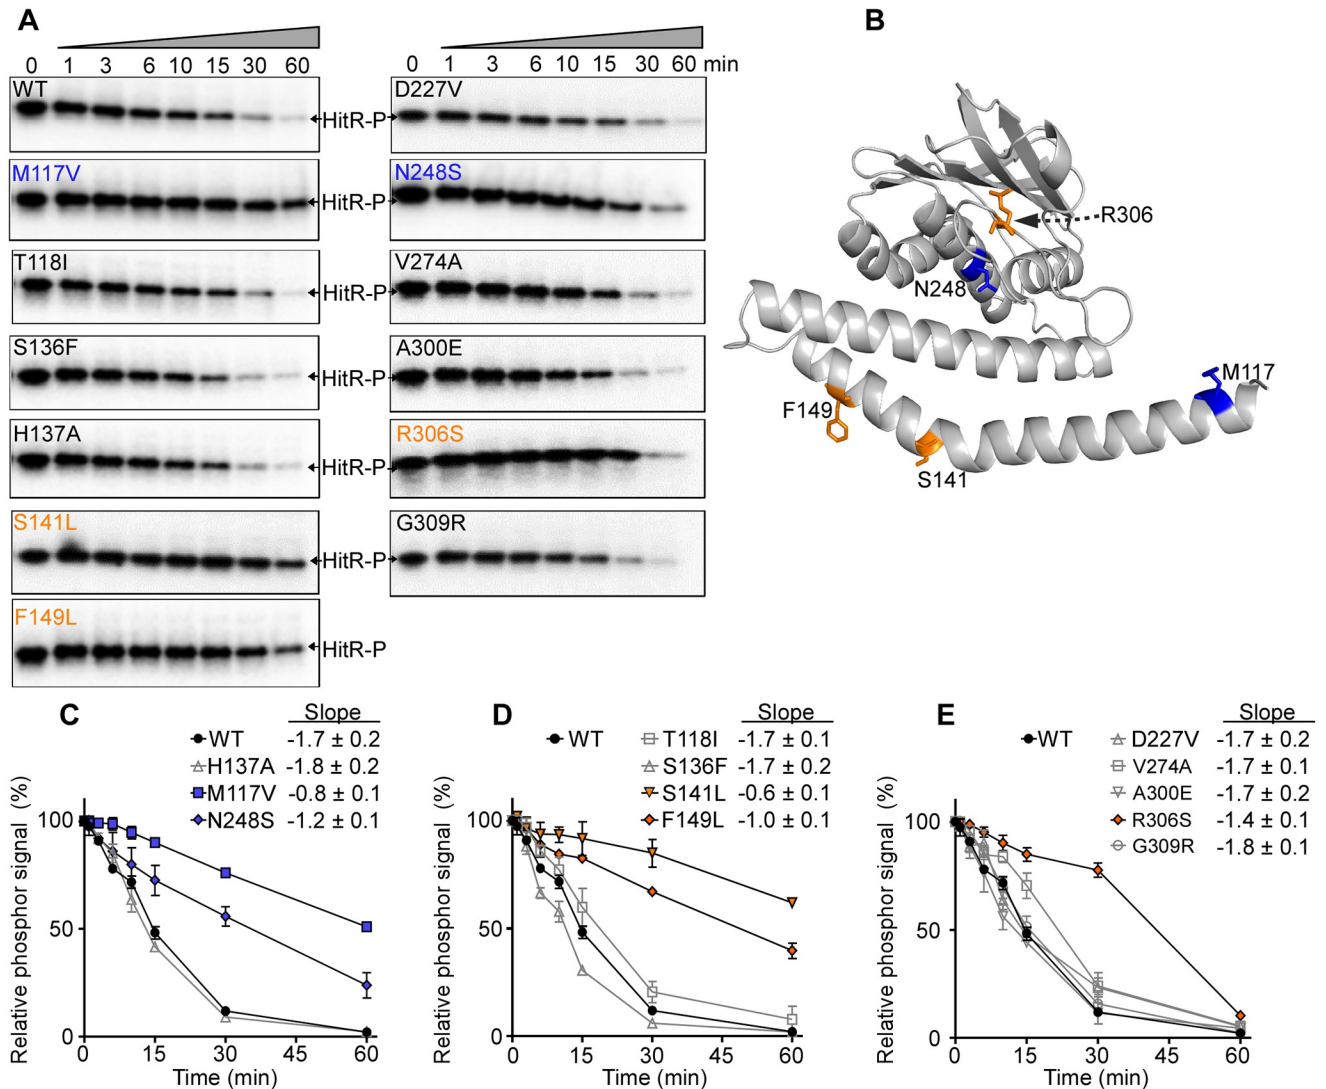 A
0 1 3 6 10 15 30 60
0 1 3 6 10 15 30 60 min
WT
HitR-P
M117V
HitR-P
T118I
HitR-P
S136F
HitR-P
H137A
HitR-P
S141L
HitR-P
F149L
HitR-P
D227V
N248S
V274A
A300E
R306S
G309R
B
R306
N248
M117
F149
S141
C
Slope
WT -1.7 ± 0.2
H137A -1.8 ± 0.2
M117V -0.8 ± 0.1
N248S -1.2 ± 0.1
Relative phosphor signal (%)
100
50
0
0 15 30 45 60
Time (min)
D
Slope
WT
T118I -1.7 ± 0.1
S136F -1.7 ± 0.2
S141L -0.6 ± 0.1
F149L -1.0 ± 0.1
Relative phosphor signal (%)
100
50
0
0 15 30 45 60
Time (min)
E
Slope
WT
D227V -1.7 ± 0.2
V274A -1.7 ± 0.1
A300E -1.7 ± 0.2
R306S -1.4 ± 0.1
G309R -1.8 ± 0.1
Relative phosphor signal (%)
100
50
0
0 15 30 45 60
Time (min)